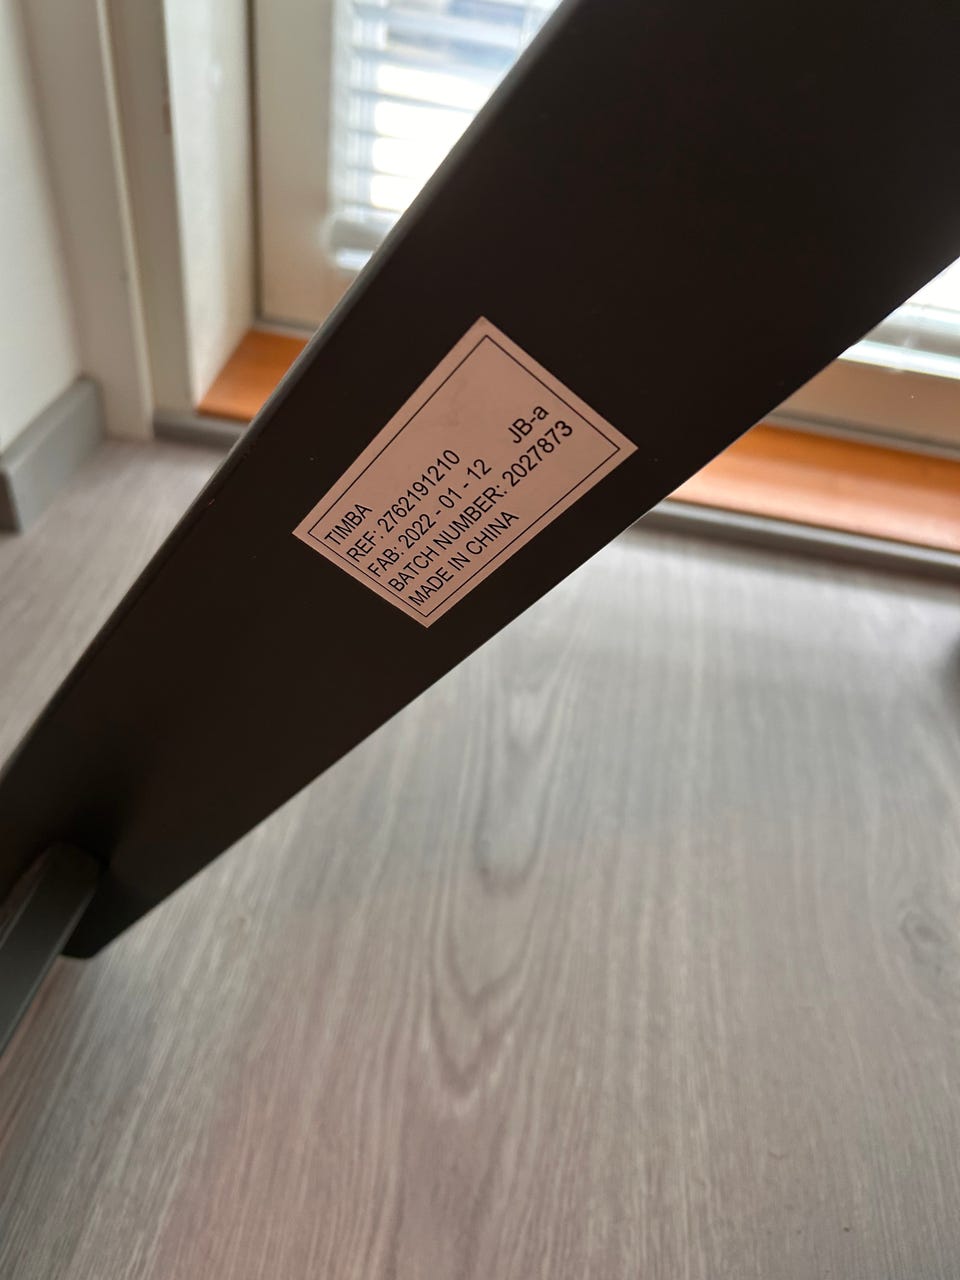 TIMBA
REF: 2762191210
FAB: 2022 - 01 - 12 JB-a
BATCH NUMBER: 2027873
MADE IN CHINA